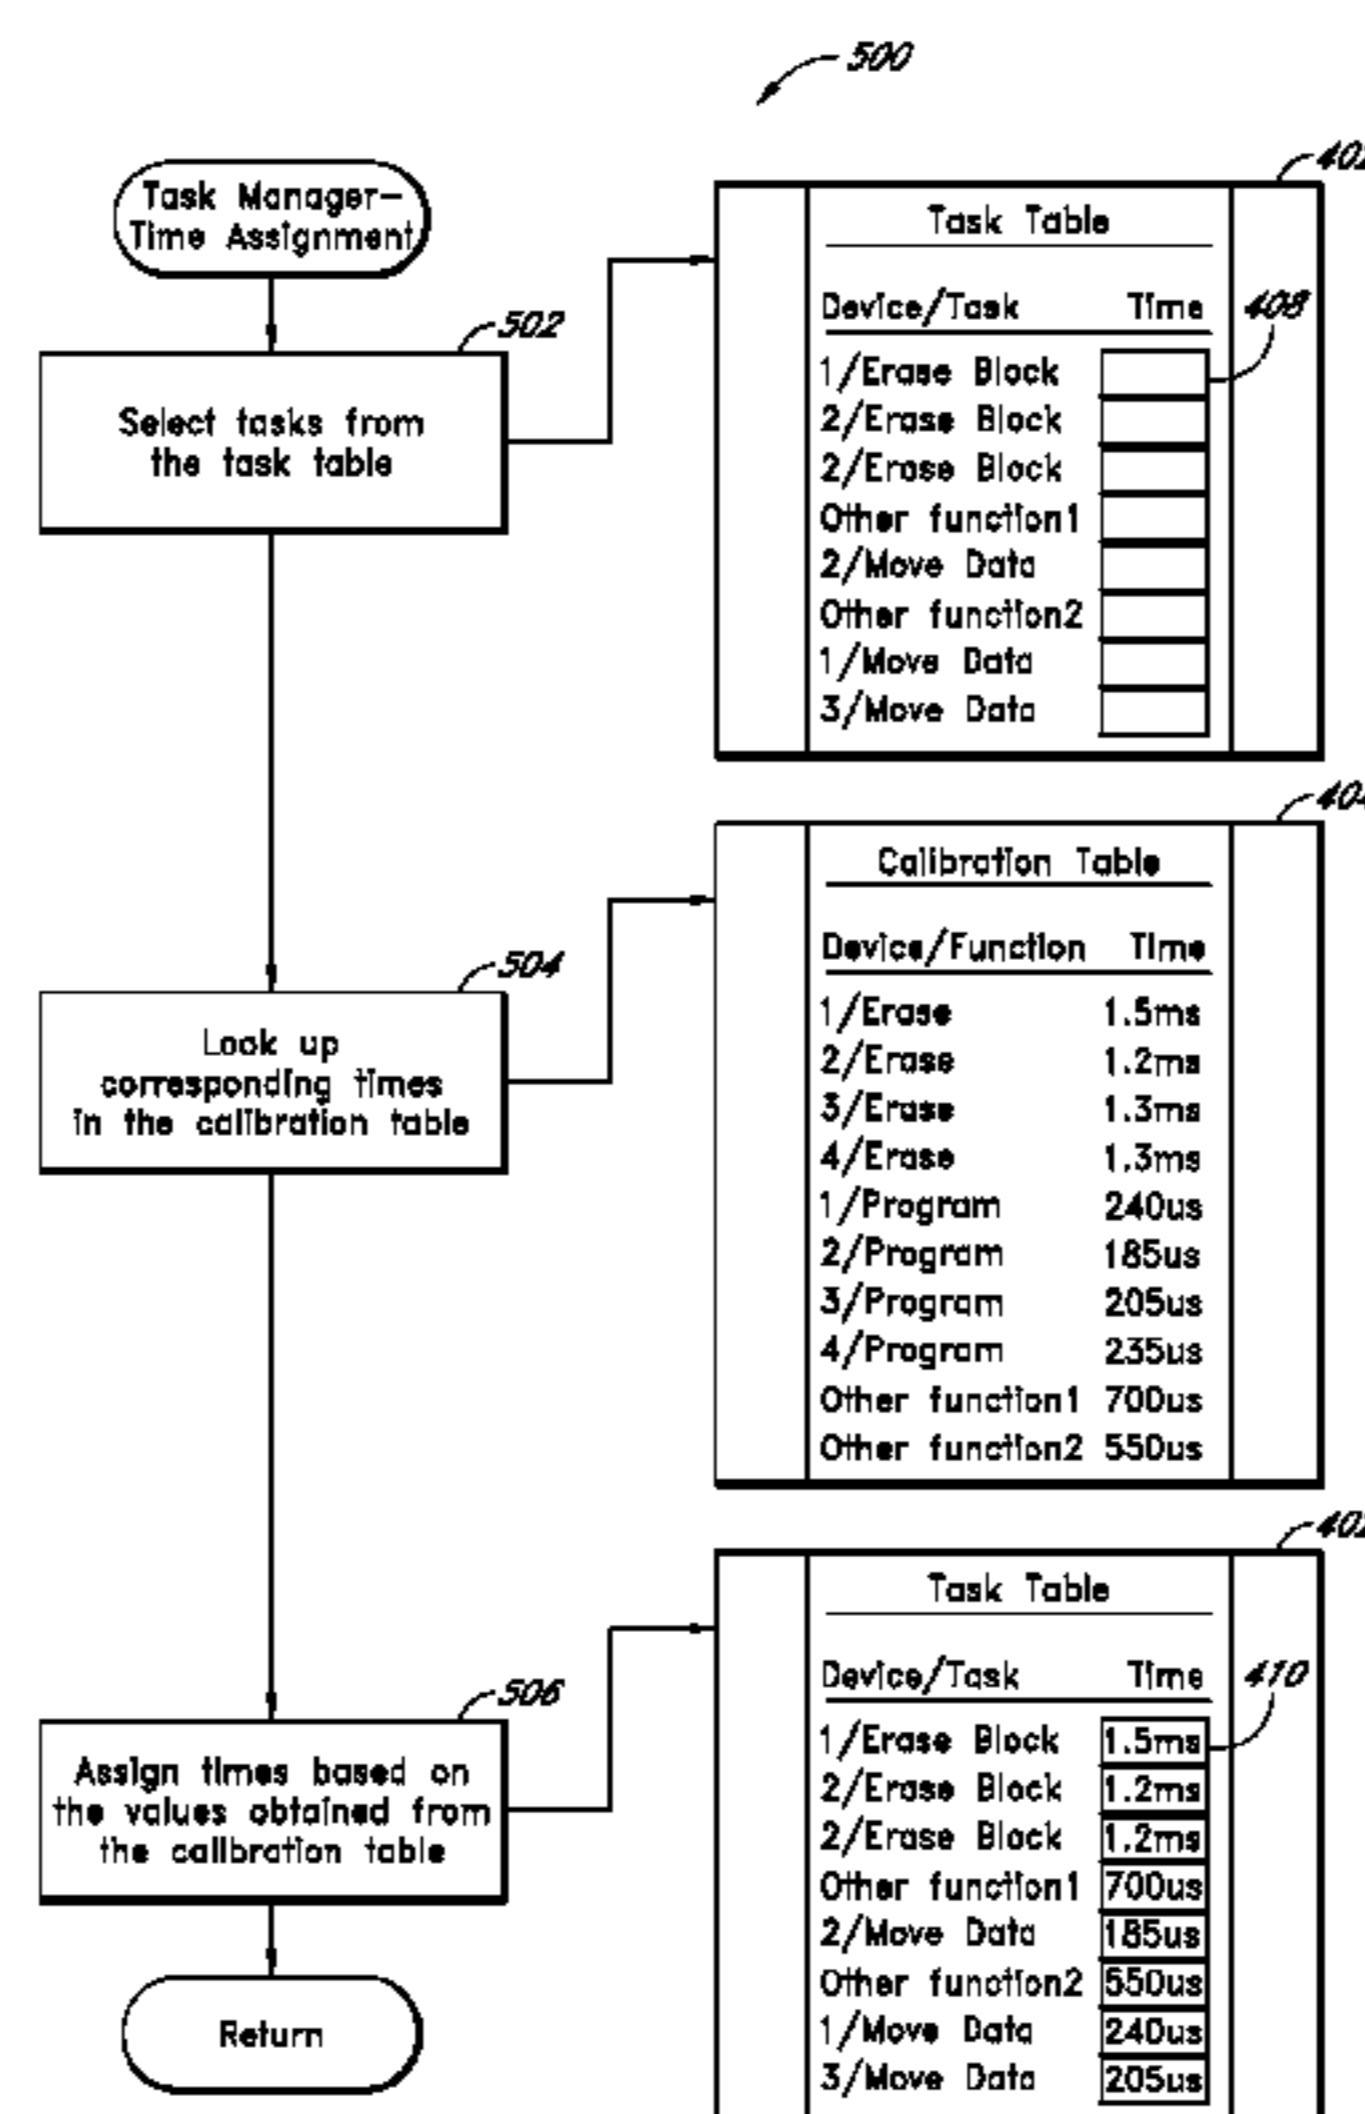 500
Task Manager-
Time Assignment
502
Select tasks from
the task table
402
Task Table
Device/Task Time
408
1/Erase Block
2/Erase Block
2/Erase Block
Other function1
2/Move Data
Other function2
1/Move Data
3/Move Data
504
Look up
corresponding times
in the calibration table
404
Calibration Table
Device/Function Time
1/Erase 1.5ms
2/Erase 1.2ms
3/Erase 1.3ms
4/Erase 1.3ms
1/Program 240us
2/Program 185us
3/Program 205us
4/Program 235us
Other function1 700us
Other function2 550us
506
Assign times based on
the values obtained from
the calibration table
Return
402
Task Table
Device/Task Time
410
1/Erase Block 1.5ms
2/Erase Block 1.2ms
2/Erase Block 1.2ms
Other function1 700us
2/Move Data 185us
Other function2 550us
1/Move Data 240us
3/Move Data 205us